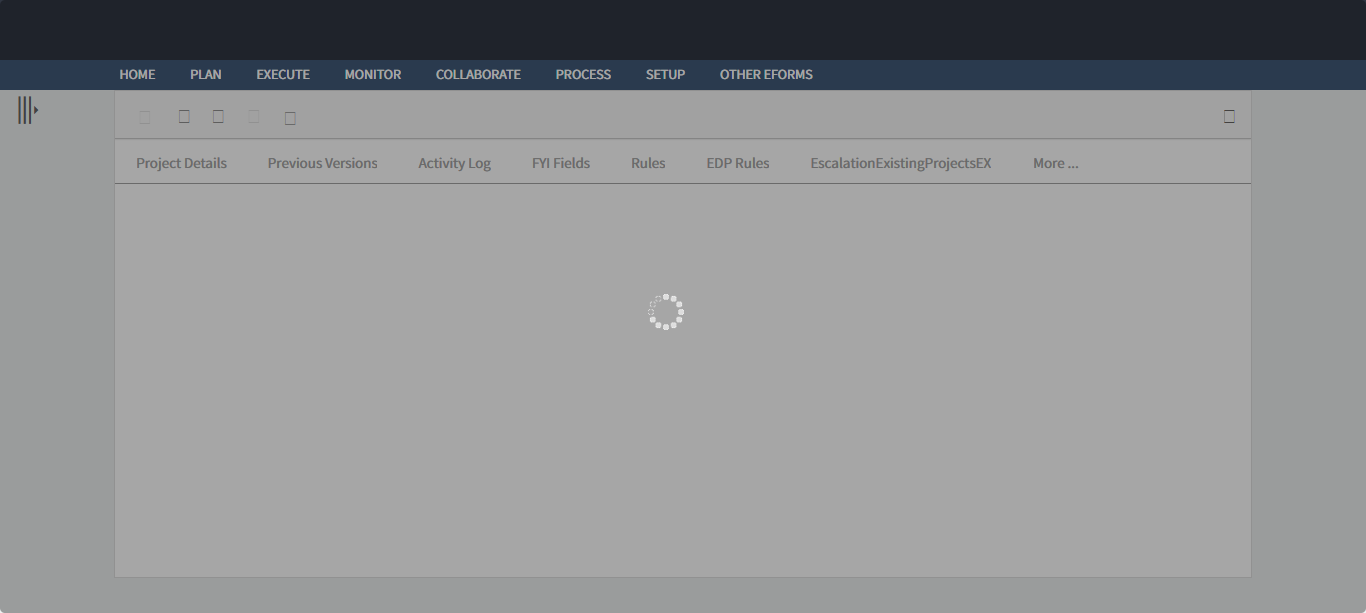 HOME PLAN EXECUTE MONITOR COLLABORATE PROCESS SETUP OTHER EFORMS
Project Details Previous Versions Activity Log FYI Fields Rules EDP Rules EscalationExistingProjectsEX More ...